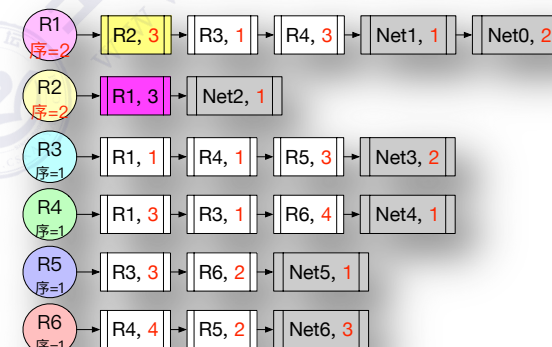 R1 序=2 R2, 3 R3, 1 R4, 3 Net1, 1 Net0, 2
R2 序=2 R1, 3 Net2, 1
R3 序=1 R1, 1 R4, 1 R5, 3 Net3, 2
R4 序=1 R1, 3 R3, 1 R6, 4 Net4, 1
R5 序=1 R3, 3 R6, 2 Net5, 1
R6 序=1 R4, 4 R5, 2 Net6, 3